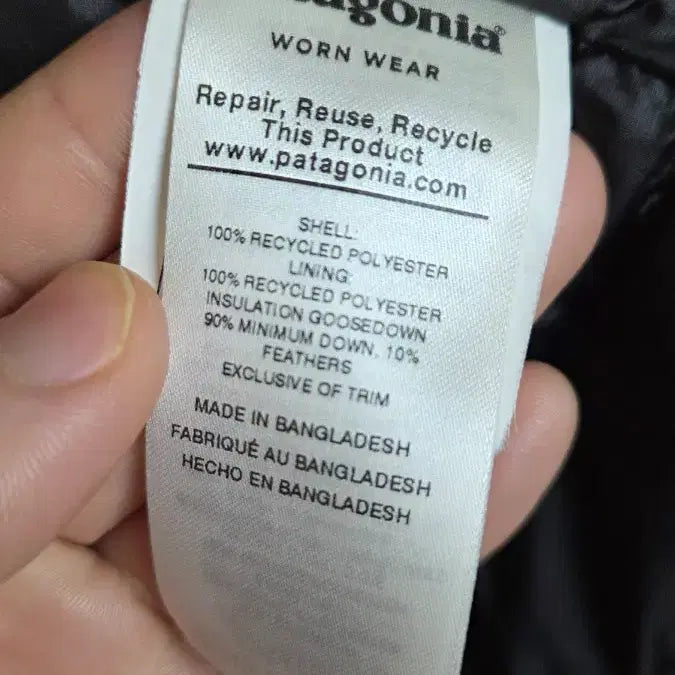 patagonia®
WORN WEAR
Repair, Reuse, Recycle
This Product
www.patagonia.com
SHELL:
100% RECYCLED POLYESTER
LINING:
100% RECYCLED POLYESTER
INSULATION GOOSEDOWN
90% MINIMUM DOWN, 10%
FEATHERS
EXCLUSIVE OF TRIM
MADE IN BANGLADESH
FABRIQUÉ AU BANGLADESH
HECHO EN BANGLADESH